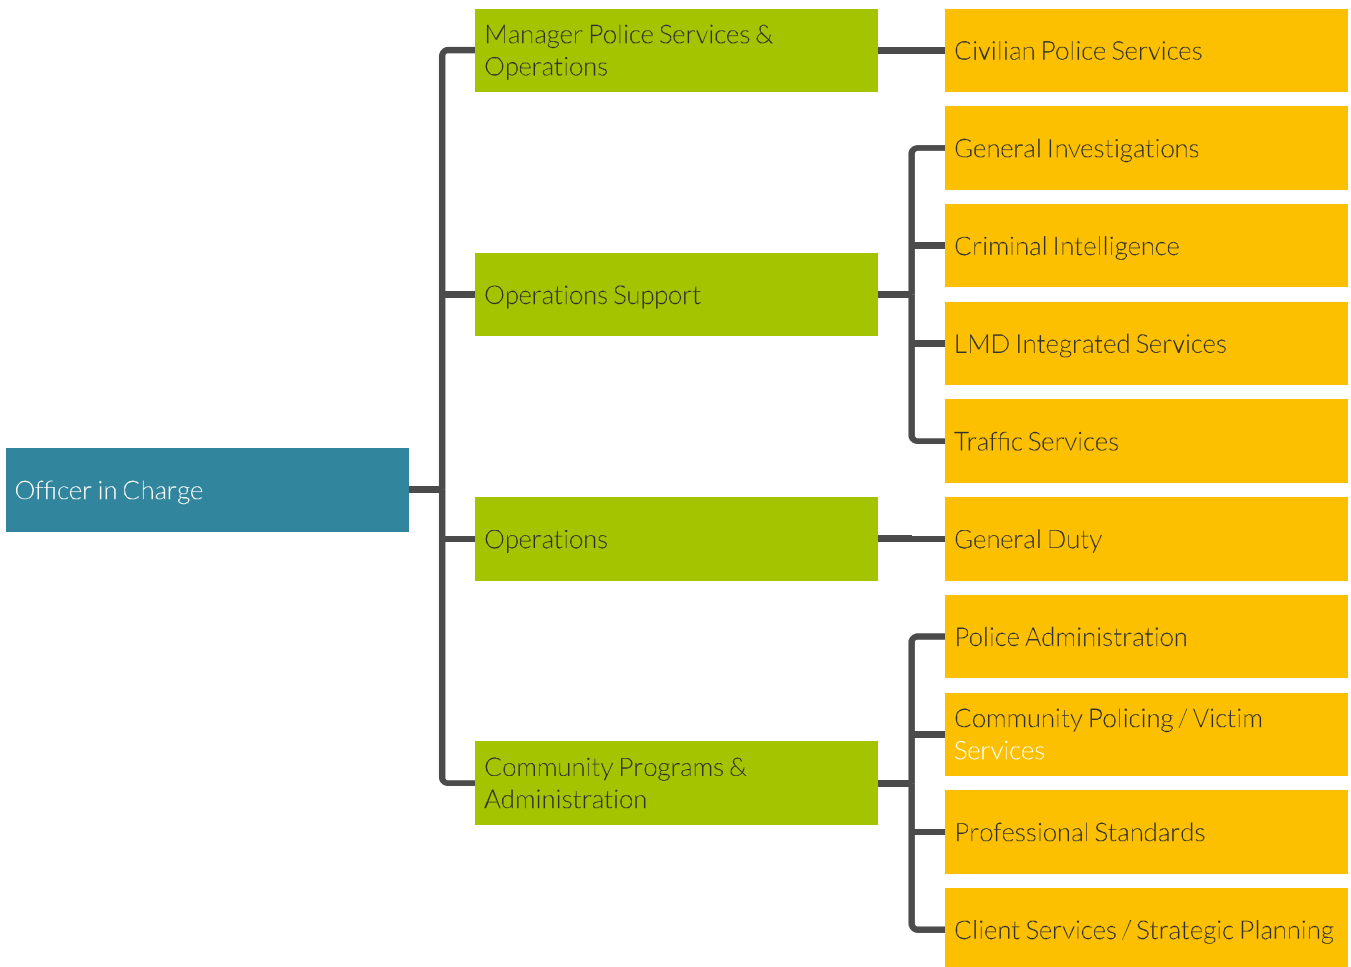 Manager Police Services &
Operations
Civilian Police Services
General Investigations
Criminal Intelligence
Operations Support
LMD Integrated Services
Traffic Services
Officer in Charge
Operations
General Duty
Police Administration
Community Policing / Victim
Services
Community Programs &
Administration
Professional Standards
Client Services / Strategic Planning